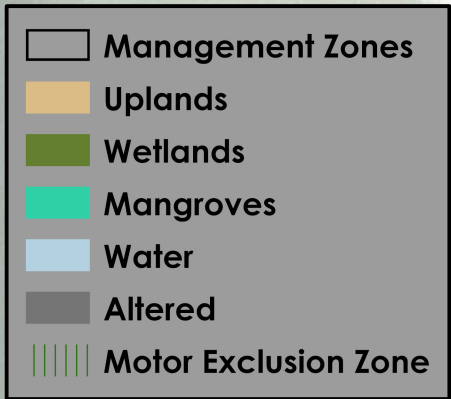 Management Zones
Uplands
Wetlands
Mangroves
Water
Altered
Motor Exclusion Zone